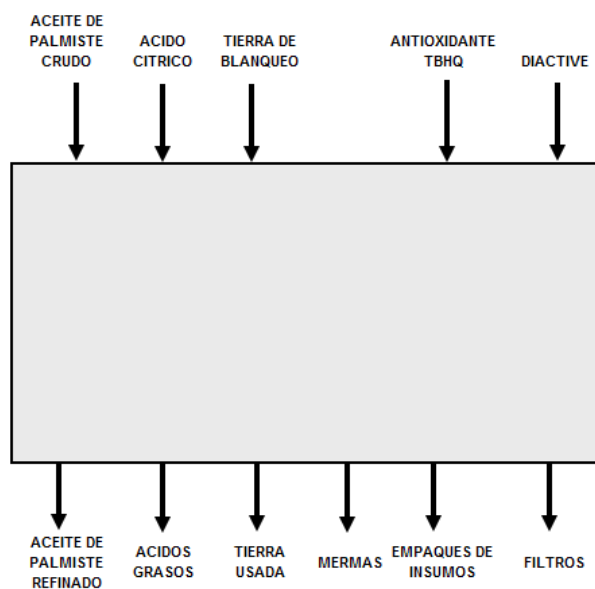 ACEITE DE
PALMISTE
CRUDO
ACIDO
CITRICO
TIERRA DE
BLANQUEO
ANTIOXIDANTE
TBHQ
DIACTIVE
ACEITE DE
PALMISTE
REFINADO
ACIDOS
GRASOS
TIERRA
USADA
MERMAS
EMPAQUES DE
INSUMOS
FILTROS